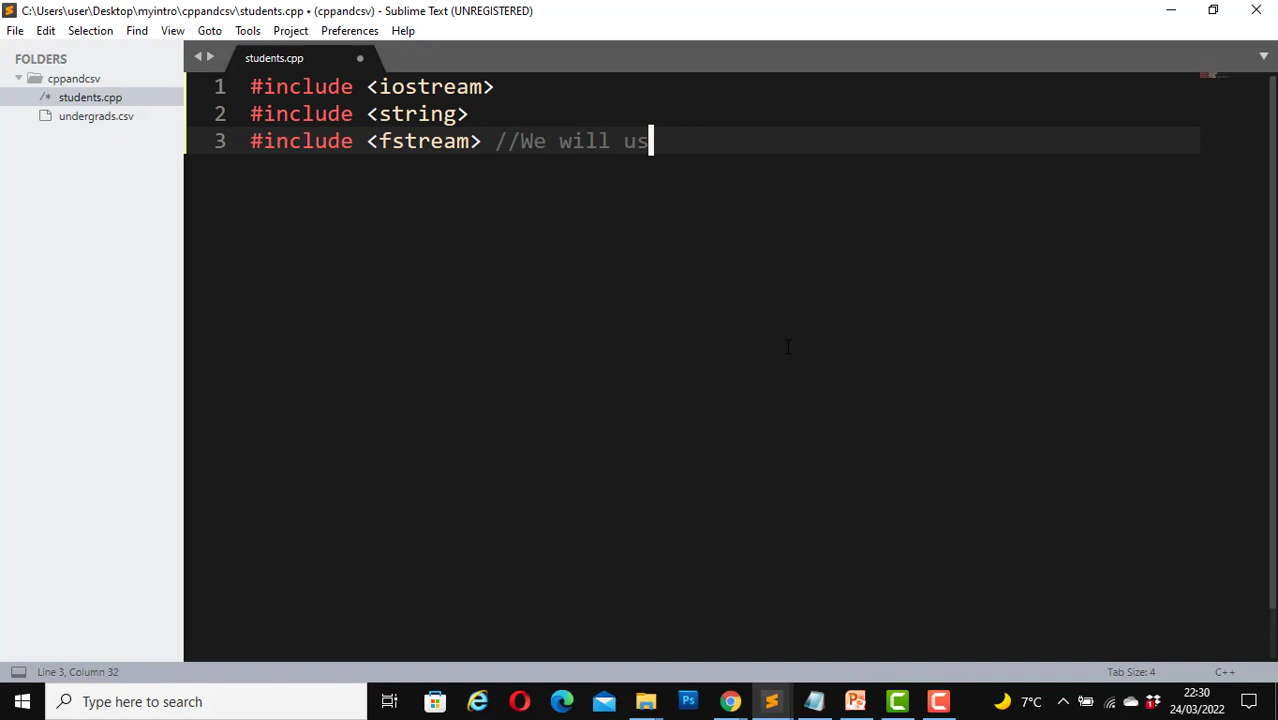 C:\Users\user\Desktop\myintro\cppandcsv\students.cpp • (cppandcsv) - Sublime Text (UNREGISTERED)
File Edit Selection Find View Goto Tools Project Preferences Help
FOLDERS
cppandcsv
/* students.cpp
undergrads.csv
students.cpp
1 #include <iostream>
2 #include <string>
3 #include <fstream> //We will us
Line 3, Column 32
Tab Size: 4
C++
Type here to search
Ps
7°C
1
22:30
24/03/2022